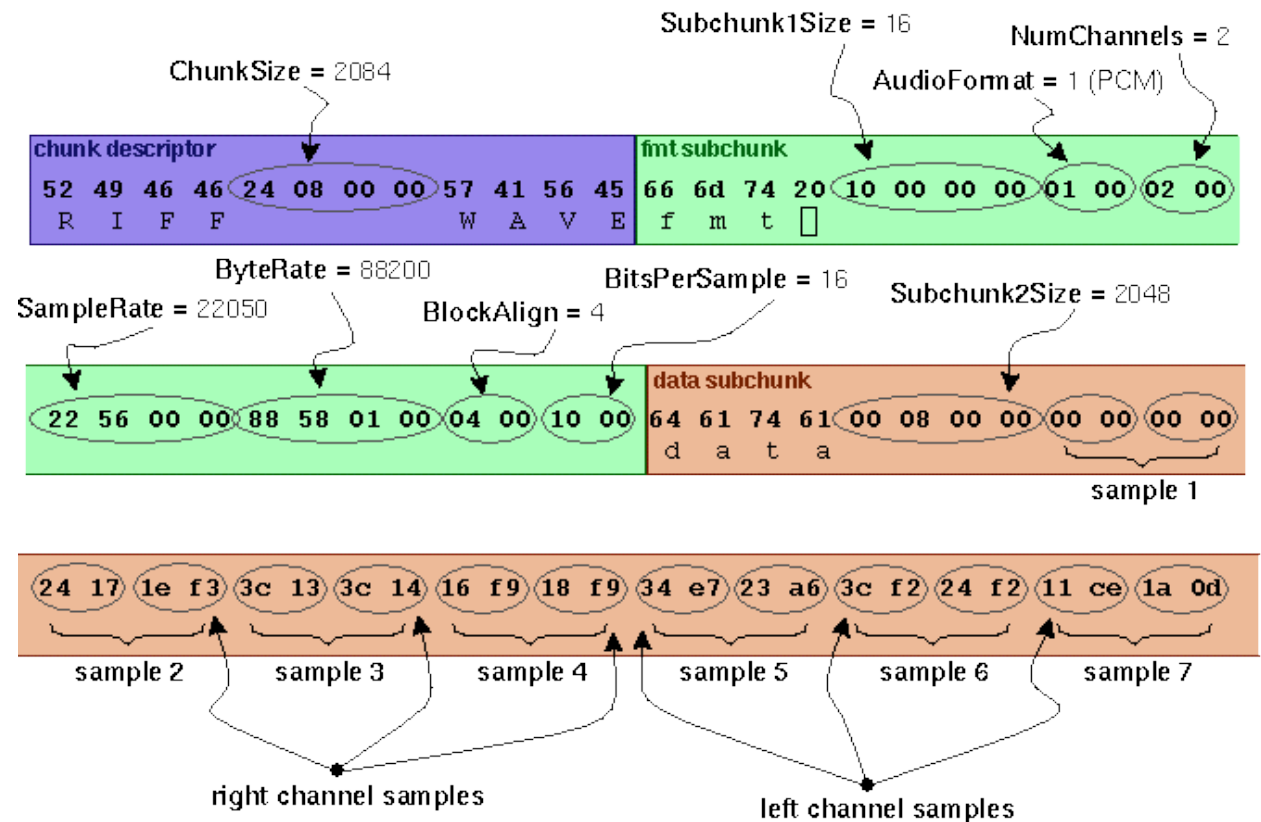 Subchunk1Size = 16
NumChannels = 2
ChunkSize = 2084
AudioFormat = 1 (PCM)
chunk descriptor
fmt subchunk
52 49 46 46 24 08 00 00 57 41 56 45 66 6d 74 20 10 00 00 00 01 00 02 00
R I F F W A V E f m t
ByteRate = 88200
BitsPerSample = 16
SampleRate = 22050
BlockAlign = 4
Subchunk2Size = 2048
data subchunk
22 56 00 00 88 58 01 00 04 00 10 00 64 61 74 61 00 08 00 00 00 00 00 00
d a t a
sample 1
24 17 1e f3 3c 13 3c 14 16 f9 18 f9 34 e7 23 a6 3c f2 24 f2 11 ce 1a 0d
sample 2 sample 3 sample 4 sample 5 sample 6 sample 7
right channel samples
left channel samples